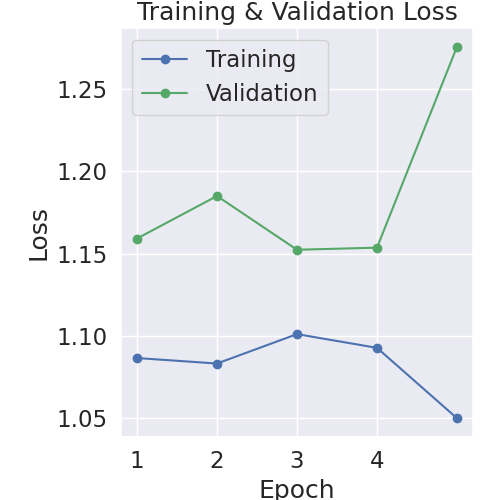 Training & Validation Loss
Training
Validation
1.25
1.20
1.15
1.10
1.05
Loss
1 2 3 4
Epoch